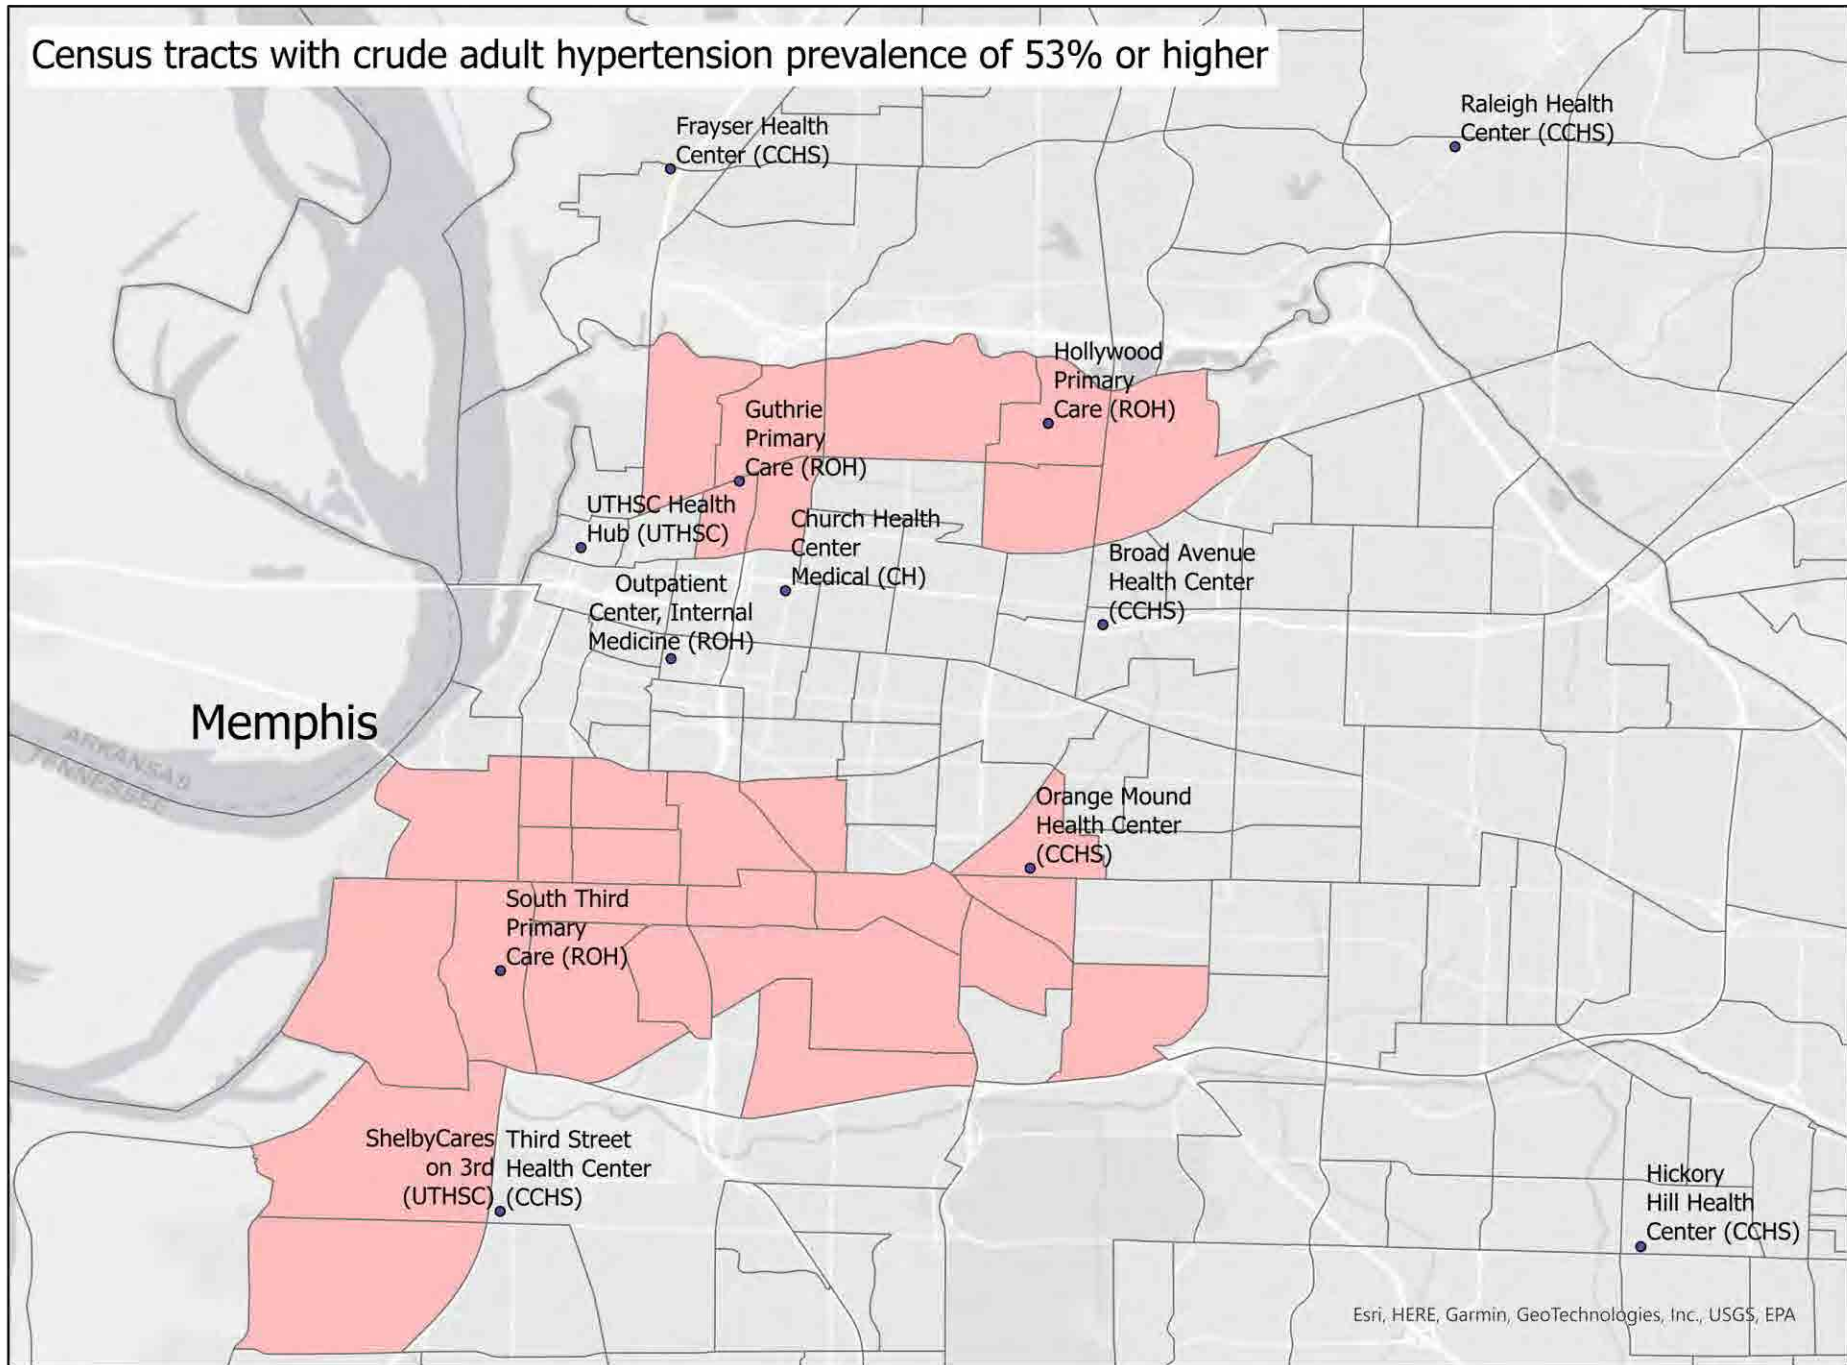 Census tracts with crude adult hypertension prevalence of 53% or higher
Raleigh Health
Center (CCHS)
Frayser Health
Center (CCHS)
Hollywood
Primary
Care (ROH)
Guthrie
Primary
Care (ROH)
UTHSC Health
Hub (UTHSC)
Church Health
Center
Medical (CH)
Broad Avenue
Health Center
(CCHS)
Outpatient
Center, Internal
Medicine (ROH)
Memphis
ARKANSAS
TENNESSEE
Orange Mound
Health Center
(CCHS)
South Third
Primary
Care (ROH)
ShelbyCares
on 3rd
(UTHSC)
Third Street
Health Center
(CCHS)
Hickory
Hill Health
Center (CCHS)
Esri, HERE, Garmin, GeoTechnologies, Inc., USGS, EPA